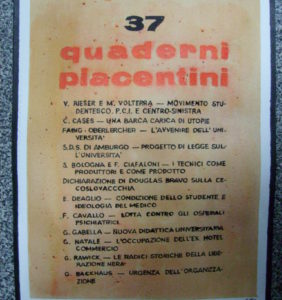 37
quaderni
piacentini
V. RIESER E M. VOLTERRA — MOVIMENTO STU-
DENTESCO, P.C.I. E CENTRO-SINISTRA
C. CASES — UNA BARCA CARICA DI UTOPIE
OBERLERCHER — L'AVVENIRE DELL' UNI-
VERSITA'
S.D.S. DI AMBURGO — PROGETTO DI LEGGE SUL-
L'UNIVERSITA'
S. BOLOGNA E F. CIAFALONI — I TECNICI COME
PRODUTTORI E COME PRODOTTO
DICHIARAZIONE DI DOUGLAS BRAVO SULLA CE-
COSLOVACCHIA
E. DEAGLIO — CONDIZIONE DELLO STUDENTE E
IDEOLOGIA DEL MEDICO
F. CAVALLO — LOTTA CONTRO GLI OSPEDALI
PSICHIATRICI
G. GABELLA — NUOVA DIDATTICA UNIVERSITARIA
G. NATALE — L'OCCUPAZIONE DELL'EX HOTEL
COMMERCIO
G. RAWICK — LE RADICI STORICHE DELLA LIBE-
RAZIONE NERA
G. BACKHAUS — URGENZA DELL'ORGANIZZA-
ZIONE